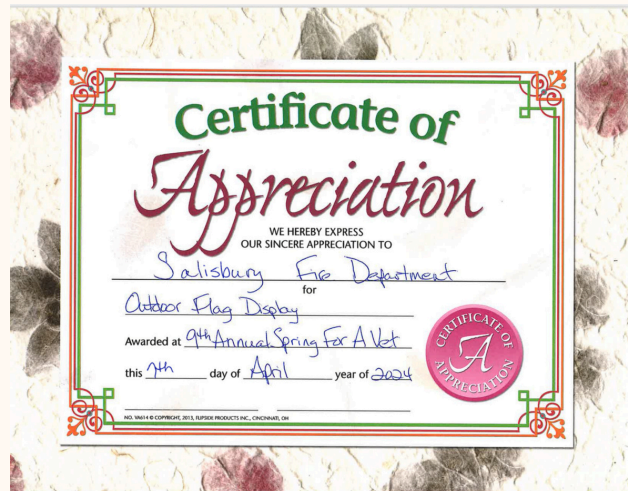 Certificate of
Appreciation
WE HEREBY EXPRESS
OUR SINCERE APPRECIATION TO
Salisbury Fire Department
for
Outdoor Flag Display
Awarded at 9th Annual Spring For A Vet
this 7th day of April year of 2024
CERTIFICATE OF
A
APPRECIATION
NO. VA614 © COPYRIGHT, 2013, FLIPSIDE PRODUCTS INC., CINCINNATI, OH